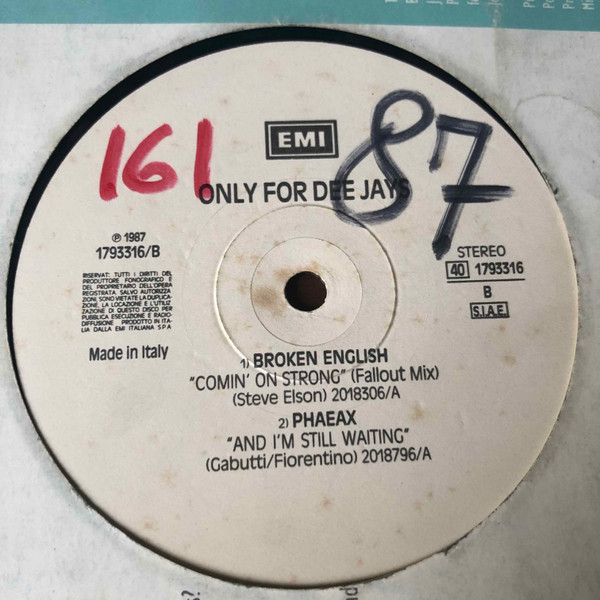 161
87
EMI
ONLY FOR DEE JAYS
℗ 1987
1793316/B
RISERVATI TUTTI I DIRITTI DEL
PRODUTTORE FONOGRAFICO E
DEL PROPRIETARIO DELL'OPERA
REGISTRATA. SALVO AUTORIZZA-
ZIONI, SONO VIETATE LA DUPLICA-
ZIONE, LA LOCAZIONE E L'UTILIZ-
ZAZIONE DI QUESTO DISCO PER
PUBBLICA ESECUZIONE E RADIO-
DIFFUSIONE PRODOTTO IN ITA-
LIA DALLA EMI ITALIANA SPA
Made in Italy
STEREO
40 1793316
B
S.I.A.E.
1) BROKEN ENGLISH
"COMIN' ON STRONG" (Fallout Mix)
(Steve Elson) 2018306/A
2) PHAEAX
"AND I'M STILL WAITING"
(Gabutti/Fiorentino) 2018796/A